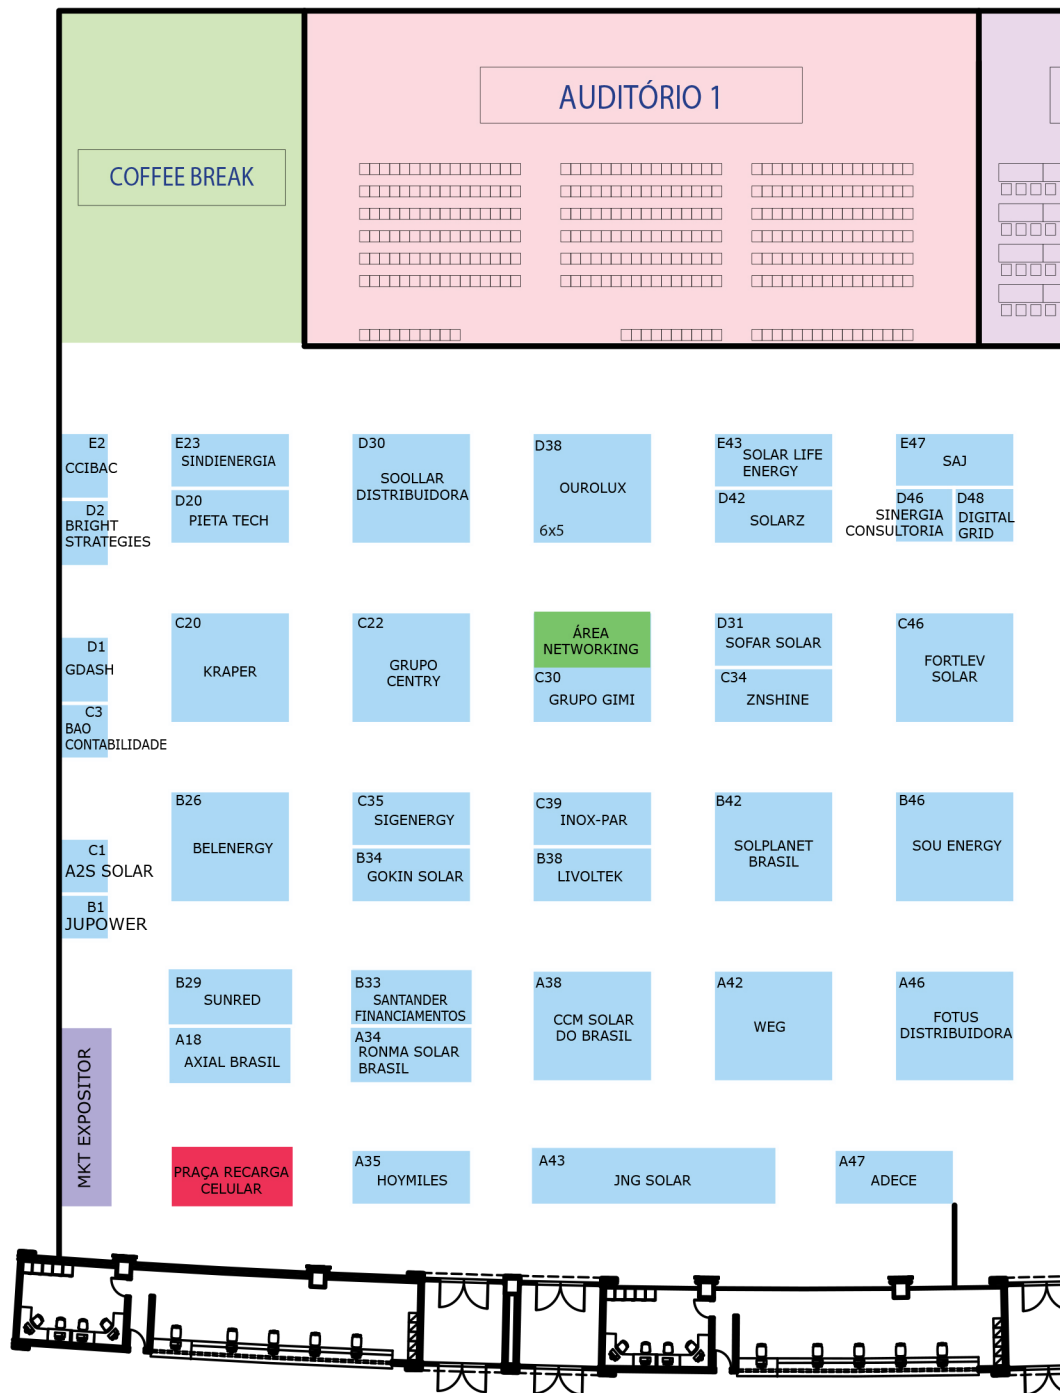 AUDITÓRIO 1
COFFEE BREAK
E2
CCIBAC
D2
BRIGHT
STRATEGIES
E23
SINDIENERGIA
D20
PIETA TECH
D30
SOOLLAR
DISTRIBUIDORA
D38
OUROLUX
6x5
E43
SOLAR LIFE
ENERGY
D42
SOLARZ
E47
SAJ
D46
SINERGIA
CONSULTORIA
D48
DIGITAL
GRID
D1
GDASH
C3
BAO
CONTABILIDADE
C20
KRAPER
C22
GRUPO
CENTRY
ÁREA
NETWORKING
C30
GRUPO GIMI
D31
SOFAR SOLAR
C34
ZNSHINE
C46
FORTLEV
SOLAR
C1
A2S SOLAR
B1
JUPOWER
B26
BELENERGY
C35
SIGENERGY
B34
GOKIN SOLAR
C39
INOX-PAR
B38
LIVOLTEK
B42
SOLPLANET
BRASIL
B46
SOU ENERGY
B29
SUNRED
A18
AXIAL BRASIL
B33
SANTANDER
FINANCIAMENTOS
A34
RONMA SOLAR
BRASIL
A38
CCM SOLAR
DO BRASIL
A42
WEG
A46
FOTUS
DISTRIBUIDORA
MKT EXPOSITOR
PRAÇA RECARGA
CELULAR
A35
HOYMILES
A43
JNG SOLAR
A47
ADECE